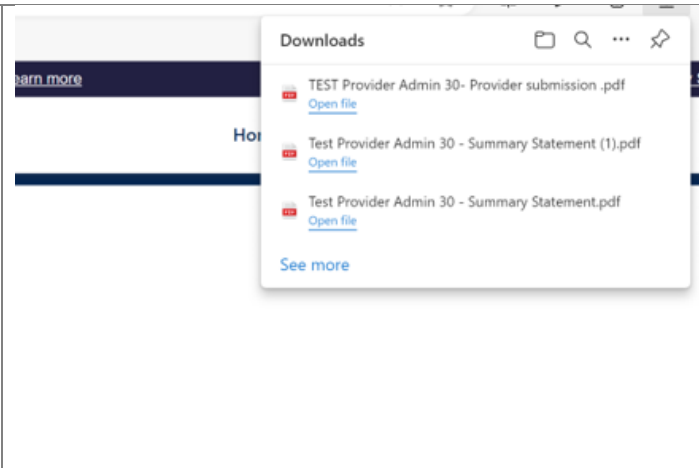 Downloads
earn more
TEST Provider Admin 30- Provider submission .pdf
Open file
Hor
Test Provider Admin 30 - Summary Statement (1).pdf
Open file
Test Provider Admin 30 - Summary Statement.pdf
Open file
See more